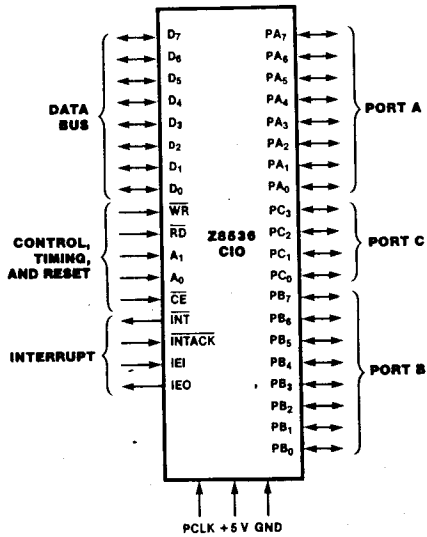 D7 PA7
D6 PA6
D5 PA5
DATA BUS D4 PA4 PORT A
D3 PA3
D2 PA2
D1 PA1
D0 PA0
WR PC3
CONTROL, TIMING, AND RESET RD Z8536 CIO PC2 PORT C
A1 PC1
A0 PC0
CE PB7
INT PB6
INTERRUPT INTACK PB5
IEI PB4 PORT B
IEO PB3
PB2
PB1
PB0
PCLK +5 V GND